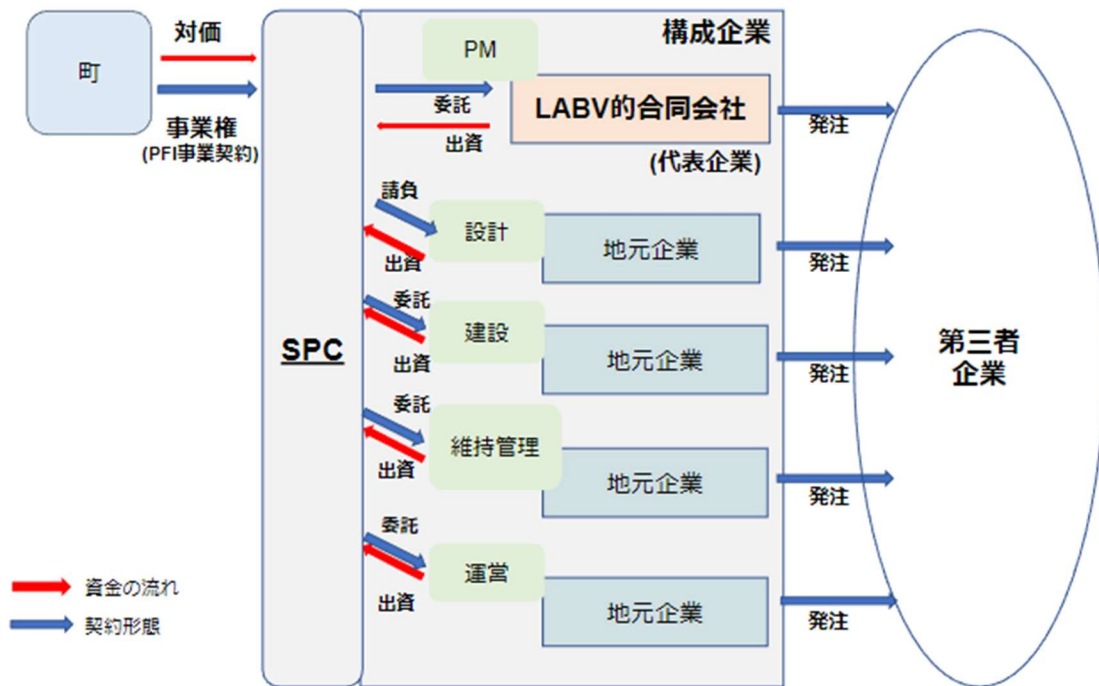 町
対価
事業権
(PFI事業契約)
SPC
構成企業
PM
委託
出資
LABV的合同会社
(代表企業)
発注
請負
設計
出資
地元企業
発注
委託
建設
出資
地元企業
発注
委託
維持管理
出資
地元企業
発注
委託
運営
出資
地元企業
発注
第三者
企業
資金の流れ
契約形態